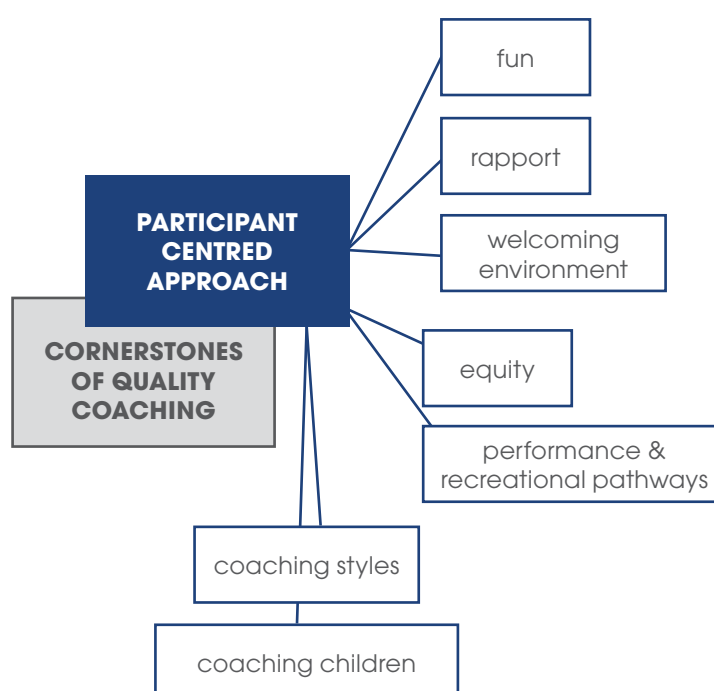 fun
rapport
PARTICIPANT
CENTRED
APPROACH
welcoming
environment
CORNERSTONES
OF QUALITY
COACHING
equity
performance &
recreational pathways
coaching styles
coaching children